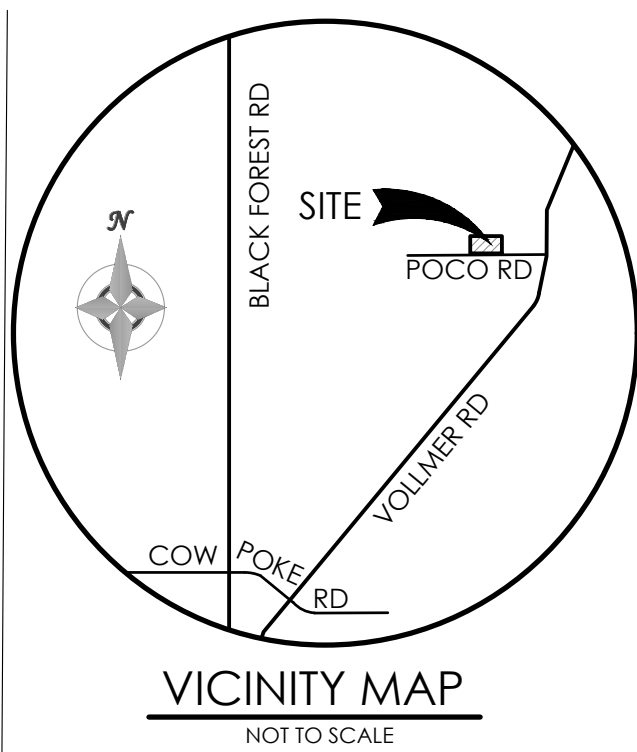 BLACK FOREST RD
SITE
N
POCO RD
VOLLMER RD
COW POKE RD
VICINITY MAP
NOT TO SCALE